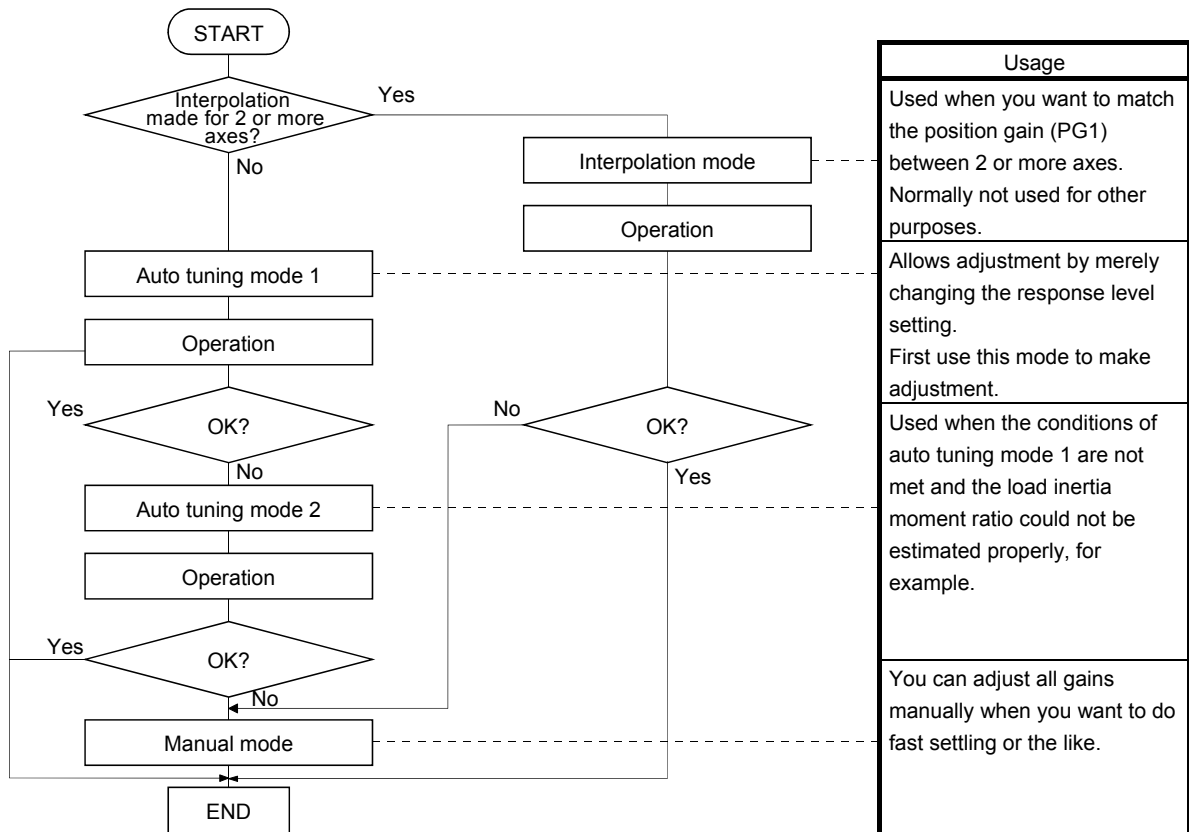 START
Interpolation
made for 2 or more
axes?
Yes
No
Interpolation mode
Operation
Auto tuning mode 1
Operation
Yes
OK?
No
No
OK?
Yes
Auto tuning mode 2
Operation
Yes
OK?
No
Manual mode
END
Usage
Used when you want to match
the position gain (PG1)
between 2 or more axes.
Normally not used for other
purposes.
Allows adjustment by merely
changing the response level
setting.
First use this mode to make
adjustment.
Used when the conditions of
auto tuning mode 1 are not
met and the load inertia
moment ratio could not be
estimated properly, for
example.
You can adjust all gains
manually when you want to do
fast settling or the like.